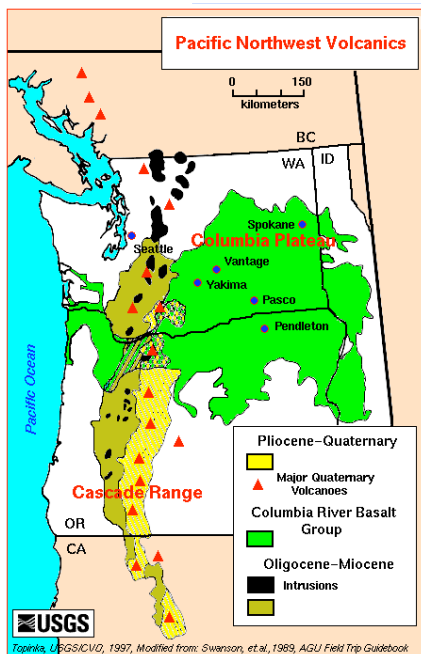 Pacific Northwest Volcanics
0 150
kilometers
BC
WA
ID
Spokane
Columbia Plateau
Seattle
Vantage
Yakima
Pasco
Pendleton
Pacific Ocean
Cascade Range
OR
CA
Pliocene-Quaternary
Major Quaternary
Volcanoes
Columbia River Basalt
Group
Oligocene-Miocene
Intrusions
USGS
Topinka, USGS/CVO, 1997, Modified from: Swanson, et.al., 1989, AGU Field Trip Guidebook